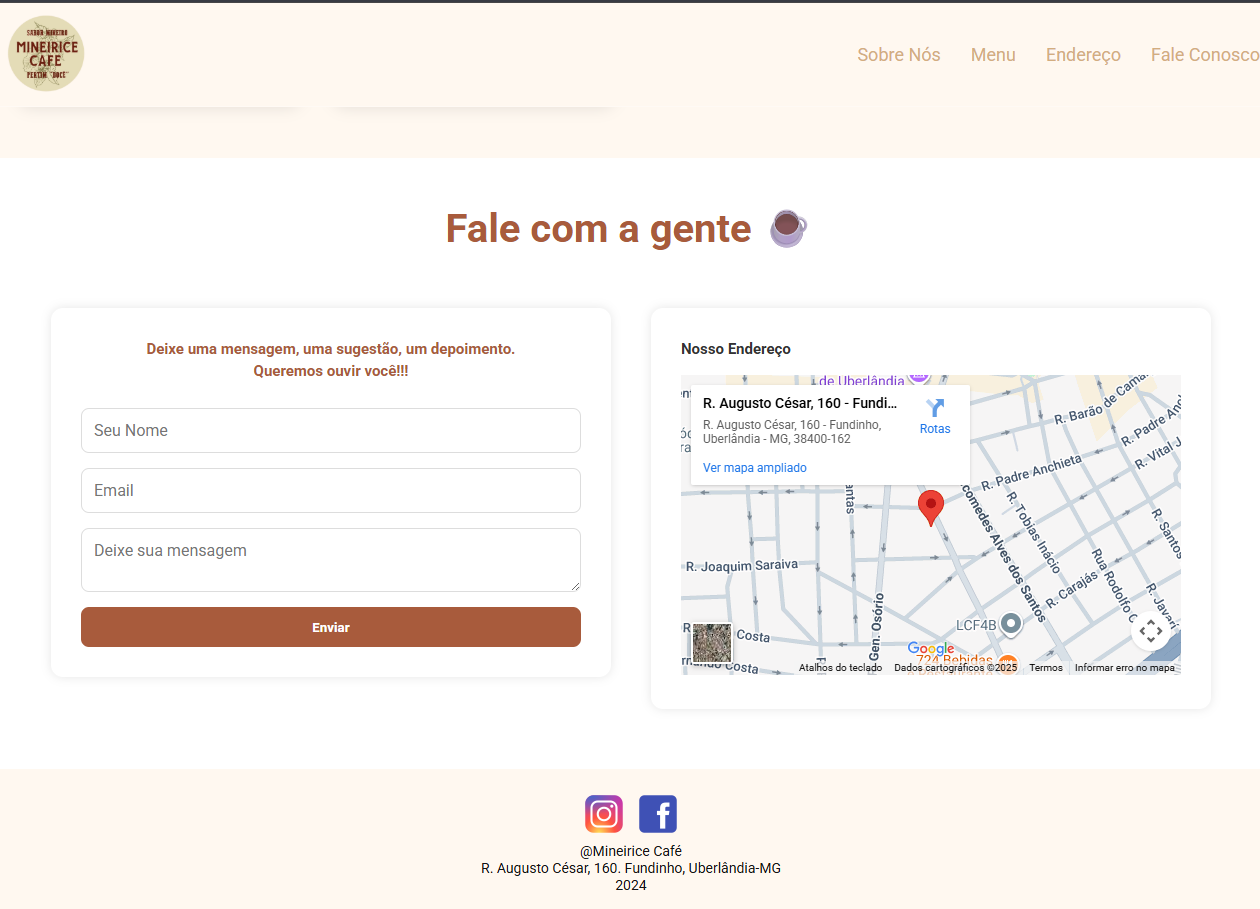 SABOR MINEIRO
MINEIRICE
CAFÉ
PERTIM "DOCÊ"
Sobre Nós
Menu
Endereço
Fale Conosco
Fale com a gente
Deixe uma mensagem, uma sugestão, um depoimento.
Queremos ouvir você!!!
Seu Nome
Email
Deixe sua mensagem
Enviar
Nosso Endereço
de Uberlândia
R. Augusto César, 160 - Fundi...
R. Augusto César, 160 - Fundinho,
Uberlândia - MG, 38400-162
Rotas
Ver mapa ampliado
R. Barão de Cama
R. Padre An
R. Vital J
R. Padre Anchieta
antas
comedes Alves dos Santos
R. Tobias Inácio
R. Santos
R. Joaquim Saraiva
Rua Rodolfo C
R. Carajás
R. Javari
Gen. Osório
LCF4B
Costa
Costa
Google
724 Bebidas
Atalhos do teclado
Dados cartográficos ©2025
Termos
Informar erro no mapa
@Mineirice Café
R. Augusto César, 160. Fundinho, Uberlândia-MG
2024